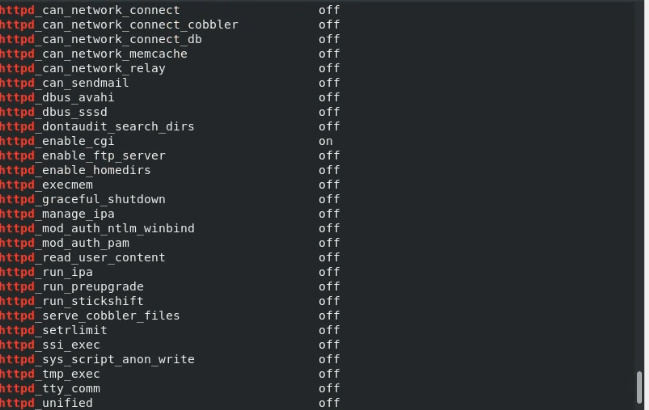 httpd_can_network_connect off
httpd_can_network_connect_cobbler off
httpd_can_network_connect_db off
httpd_can_network_memcache off
httpd_can_network_relay off
httpd_can_sendmail off
httpd_dbus_avahi off
httpd_dbus_sssd off
httpd_dontaudit_search_dirs off
httpd_enable_cgi on
httpd_enable_ftp_server off
httpd_enable_homedirs off
httpd_execmem off
httpd_graceful_shutdown off
httpd_manage_ipa off
httpd_mod_auth_ntlm_winbind off
httpd_mod_auth_pam off
httpd_read_user_content off
httpd_run_ipa off
httpd_run_preupgrade off
httpd_run_stickshift off
httpd_serve_cobbler_files off
httpd_setrlimit off
httpd_ssi_exec off
httpd_sys_script_anon_write off
httpd_tmp_exec off
httpd_tty_comm off
httpd_unified off